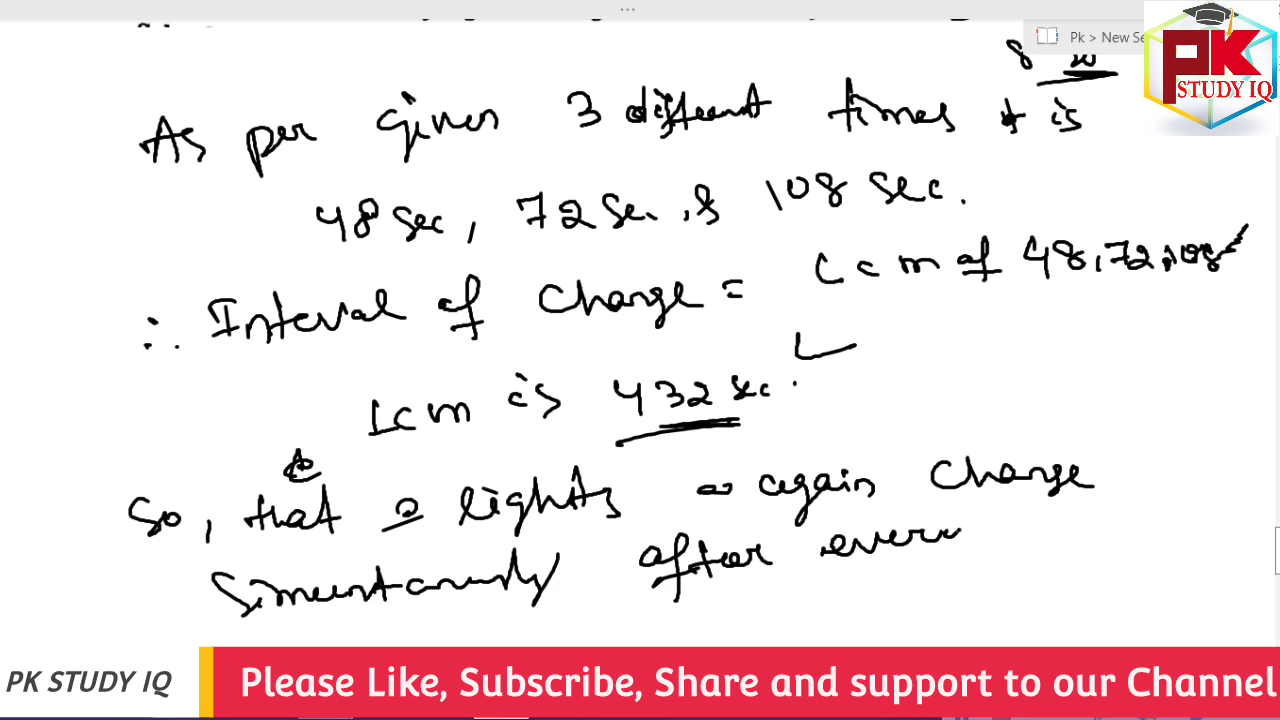 Pk > New Se
PK
STUDY IQ
8
As per given 3 different times is
48 sec, 72 Sec, & 108 sec.
∴ Interval of change = Lcm of 48, 72, 108
Lcm is 432 sec.
So, that lights again change
Simultanously after every
PK STUDY IQ
Please Like, Subscribe, Share and support to our Channel